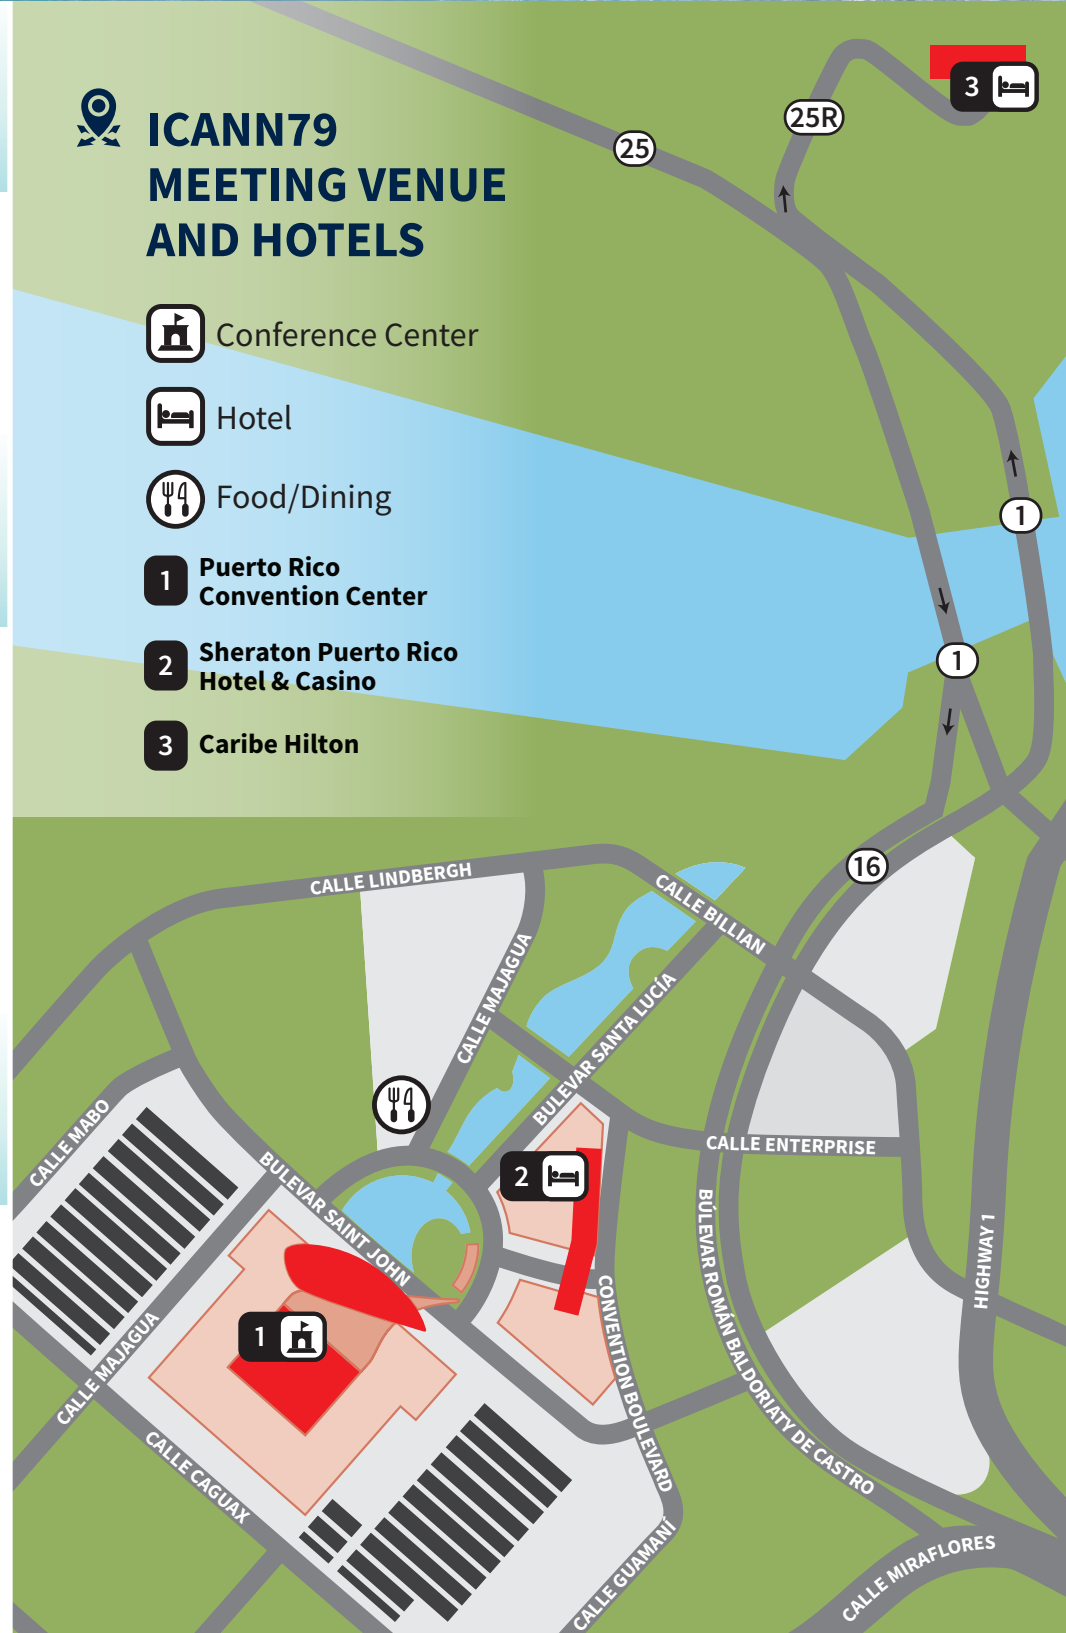 ICANN79
MEETING VENUE
AND HOTELS
Conference Center
Hotel
Food/Dining
1 Puerto Rico
Convention Center
2 Sheraton Puerto Rico
Hotel & Casino
3 Caribe Hilton
3
25R
25
1
1
16
CALLE LINDBERGH
CALLE BILLIAN
CALLE MAJAGUA
BULEVAR SANTA LUCÍA
CALLE MABO
BULEVAR SAINT JOHN
2
CALLE ENTERPRISE
BÚLEVAR ROMÁN BALDORIATY DE CASTRO
HIGHWAY 1
1
CONVENTION BOULEVARD
CALLE MAJAGUA
CALLE CAGUAX
CALLE GUAMANÍ
CALLE MIRAFLORES